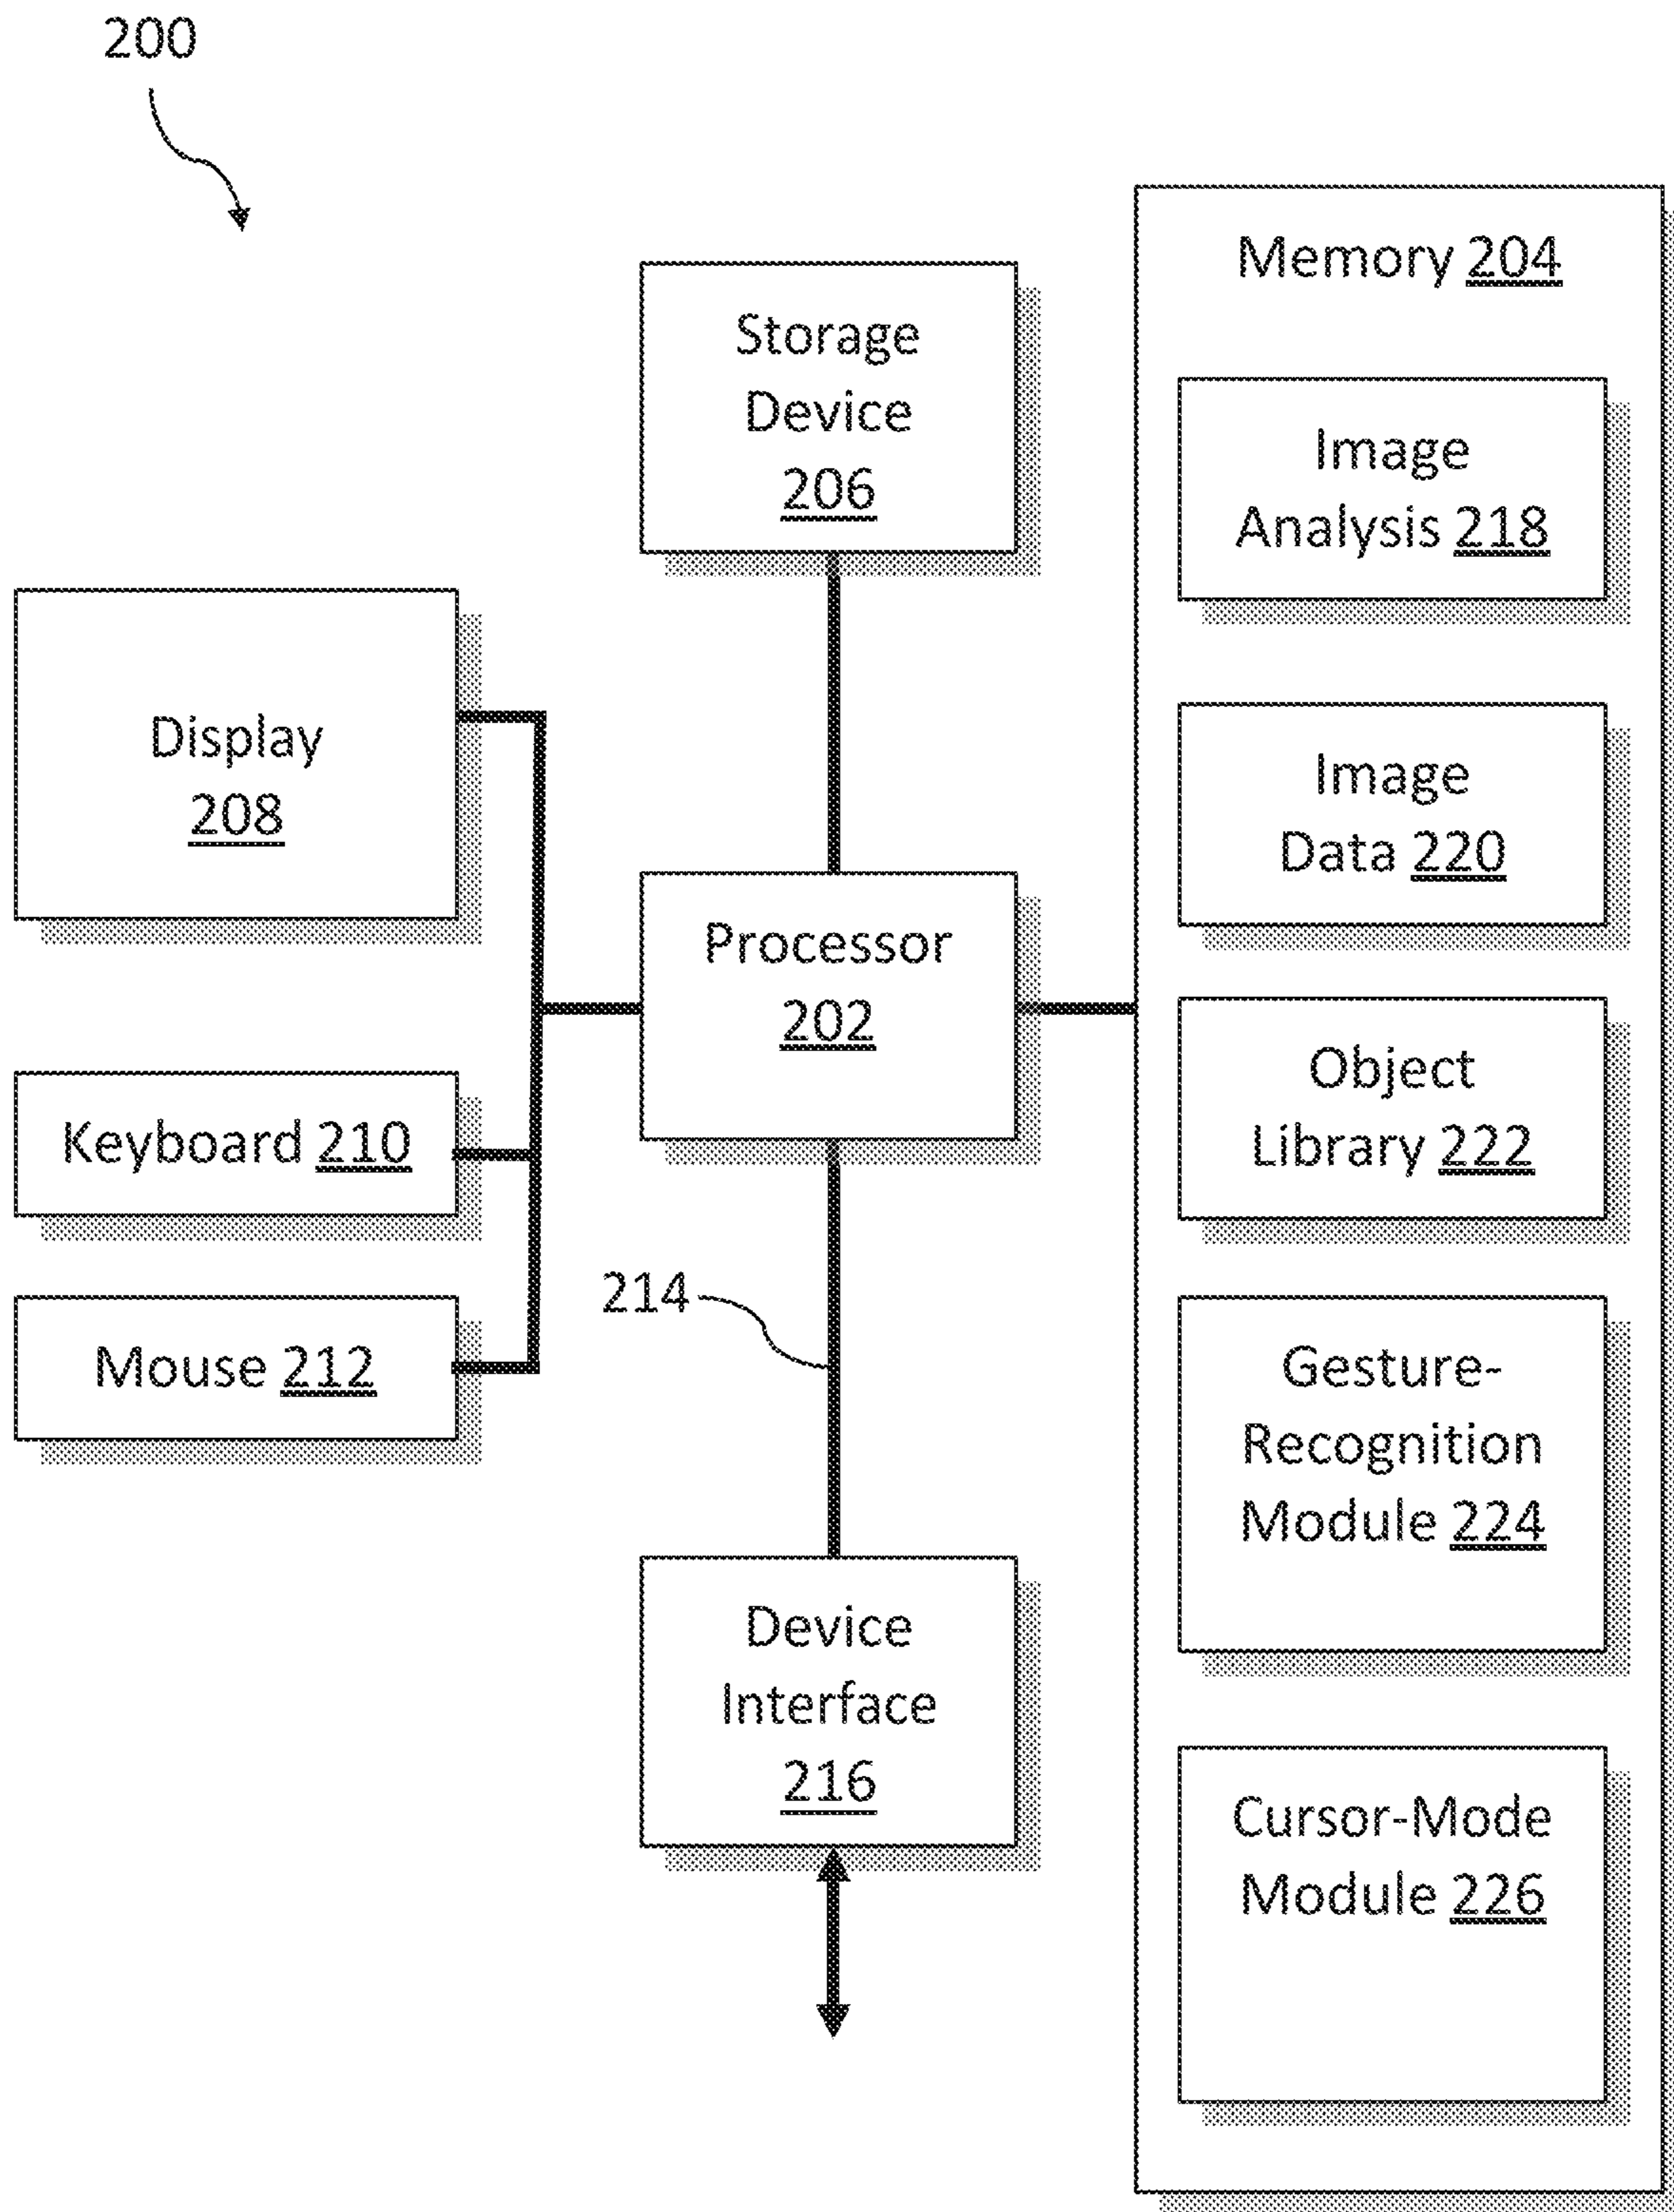 200
Storage
Device
206
Display
208
Keyboard 210
Mouse 212
Processor
202
214
Device
Interface
216
Memory 204
Image
Analysis 218
Image
Data 220
Object
Library 222
Gesture-
Recognition
Module 224
Cursor-Mode
Module 226